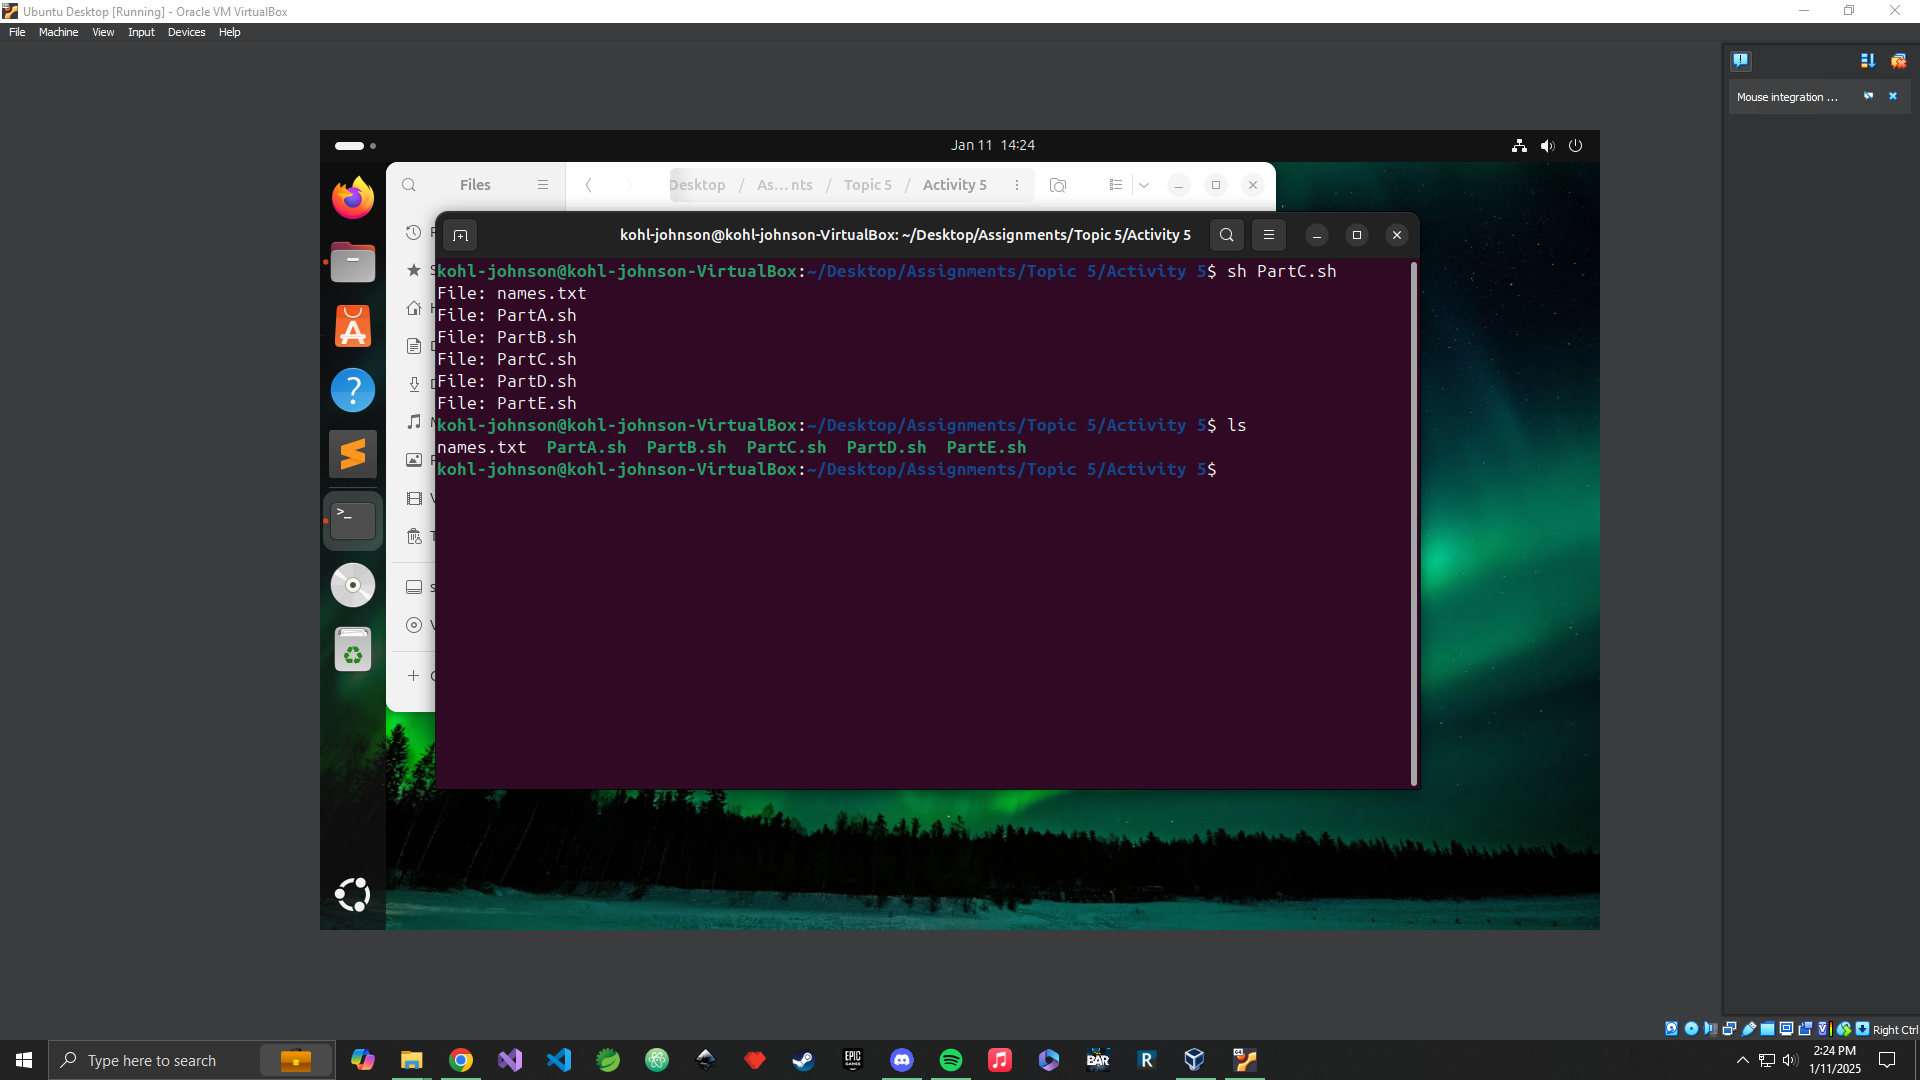 Ubuntu Desktop [Running] - Oracle VM VirtualBox
File Machine View Input Devices Help
Mouse integration ...
Jan 11 14:24
Files
Desktop / As...nts / Topic 5 / Activity 5
kohl-johnson@kohl-johnson-VirtualBox: ~/Desktop/Assignments/Topic 5/Activity 5
kohl-johnson@kohl-johnson-VirtualBox:~/Desktop/Assignments/Topic 5/Activity 5$ sh PartC.sh
File: names.txt
File: PartA.sh
File: PartB.sh
File: PartC.sh
File: PartD.sh
File: PartE.sh
kohl-johnson@kohl-johnson-VirtualBox:~/Desktop/Assignments/Topic 5/Activity 5$ ls
names.txt PartA.sh PartB.sh PartC.sh PartD.sh PartE.sh
kohl-johnson@kohl-johnson-VirtualBox:~/Desktop/Assignments/Topic 5/Activity 5$
Right Ctrl
Type here to search
EPIC GAMES
BAR
R
2:24 PM
1/11/2025